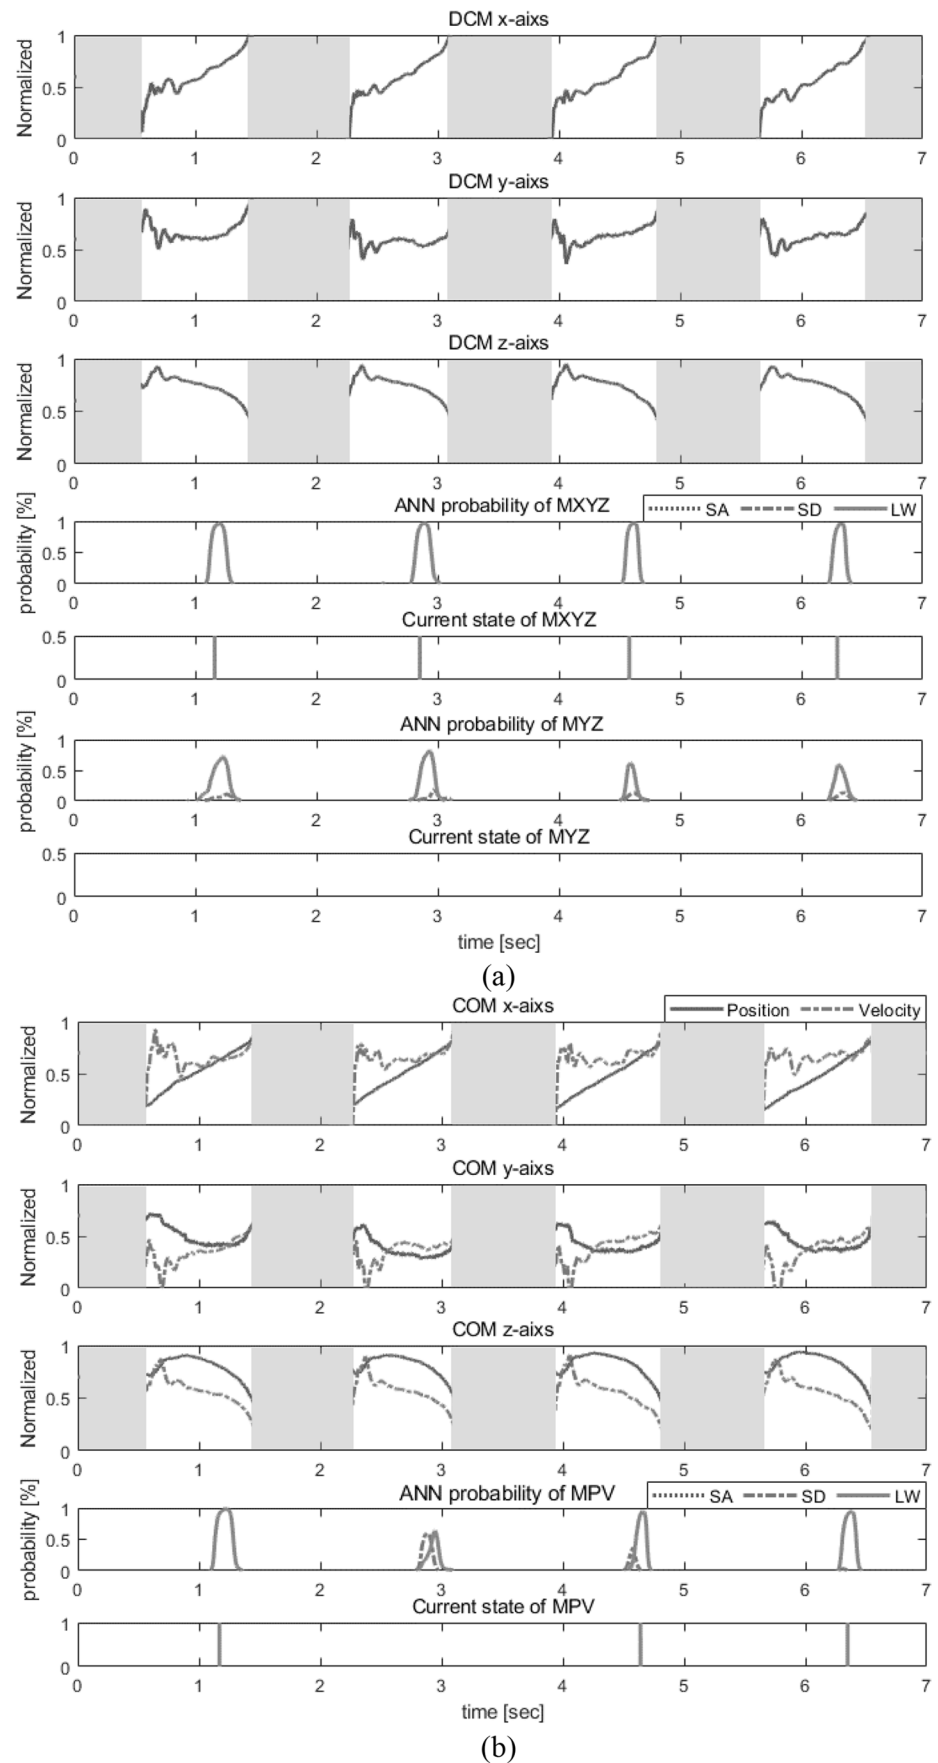 DCM x-aixs
Normalized
1
0.5
0
0 1 2 3 4 5 6 7
DCM y-aixs
Normalized
1
0.5
0
0 1 2 3 4 5 6 7
DCM z-aixs
Normalized
1
0.5
0
0 1 2 3 4 5 6 7
ANN probability of MXYZ
SA SD LW
probability [%]
1
0.5
0
0 1 2 3 4 5 6 7
Current state of MXYZ
0.5
0
0 1 2 3 4 5 6 7
ANN probability of MYZ
probability [%]
1
0.5
0
0 1 2 3 4 5 6 7
Current state of MYZ
0.5
0
0 1 2 3 4 5 6 7
time [sec]
(a)
COM x-aixs
Position Velocity
Normalized
1
0.5
0
0 1 2 3 4 5 6 7
COM y-aixs
Normalized
1
0.5
0
0 1 2 3 4 5 6 7
COM z-aixs
Normalized
1
0.5
0
0 1 2 3 4 5 6 7
ANN probability of MPV
SA SD LW
probability [%]
1
0.5
0
0 1 2 3 4 5 6 7
Current state of MPV
1
0
0 1 2 3 4 5 6 7
time [sec]
(b)